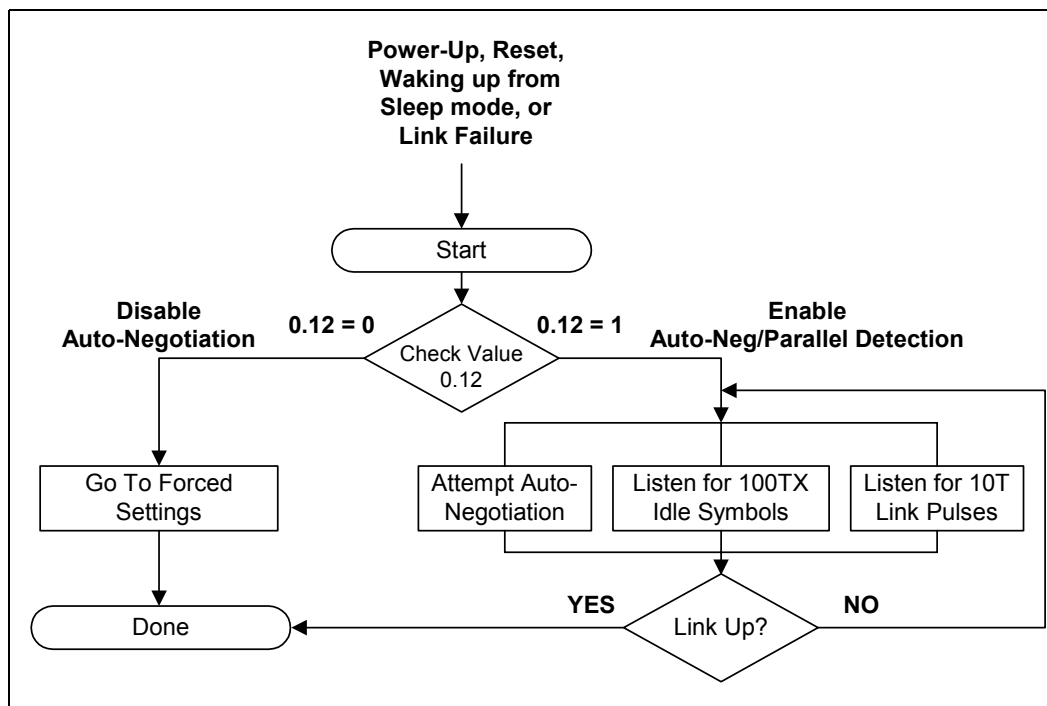 Power-Up, Reset,
Waking up from
Sleep mode, or
Link Failure
Start
Disable
Auto-Negotiation
0.12 = 0
0.12 = 1
Enable
Auto-Neg/Parallel Detection
Check Value
0.12
Go To Forced
Settings
Attempt Auto-
Negotiation
Listen for 100TX
Idle Symbols
Listen for 10T
Link Pulses
YES
NO
Done
Link Up?